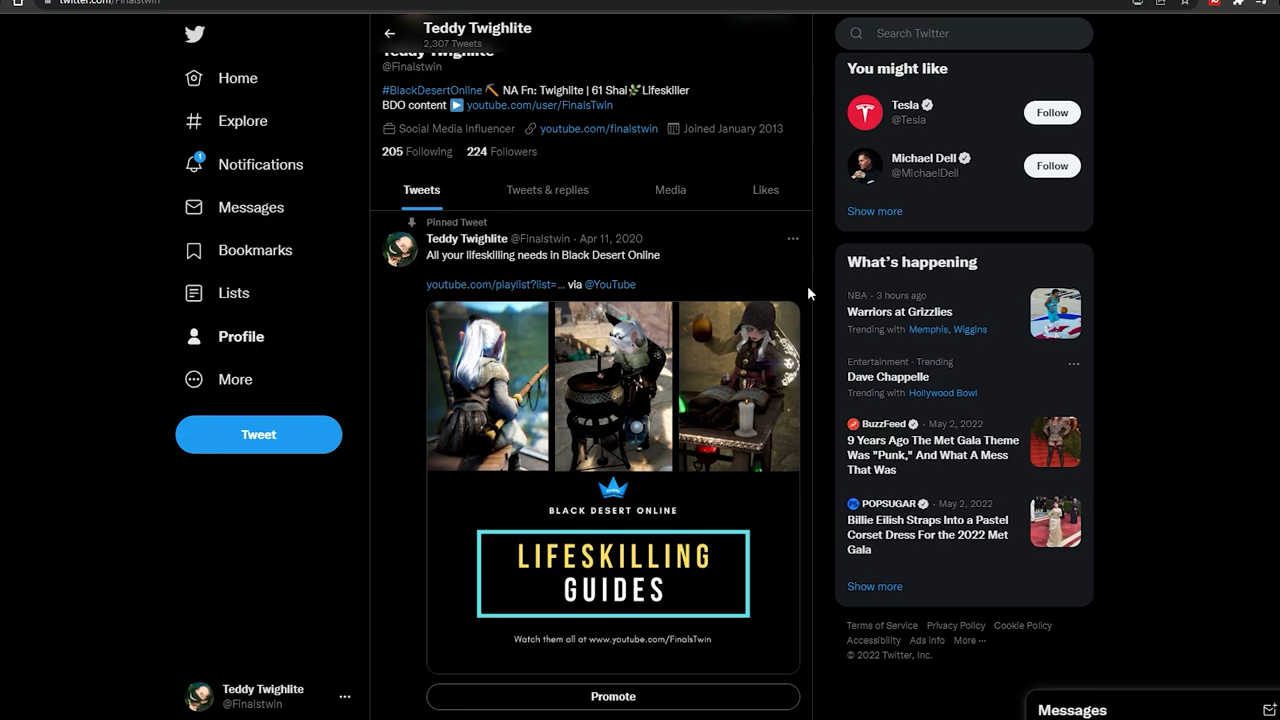 twitter.com/Finalstwin
Home
Explore
1
Notifications
Messages
Bookmarks
Lists
Profile
More
Tweet
Teddy Twighlite
@Finalstwin
Teddy Twighlite
2,307 Tweets
Teddy Twighlite
@Finalstwin
#BlackDesertOnline ⛏ NA Fn: Twighlite | 61 Shai🌿Lifeskiller
BDO content ▶ youtube.com/user/FinalsTwin
Social Media Influencer youtube.com/finalstwin Joined January 2013
205 Following 224 Followers
Tweets Tweets & replies Media Likes
Pinned Tweet
Teddy Twighlite @Finalstwin · Apr 11, 2020
All your lifeskilling needs in Black Desert Online
youtube.com/playlist?list=... via @YouTube
BLACK DESERT ONLINE
LIFESKILLING
GUIDES
Watch them all at www.youtube.com/FinalsTwin
Promote
Search Twitter
You might like
Tesla
@Tesla
Follow
Michael Dell
@MichaelDell
Follow
Show more
What's happening
NBA · 3 hours ago
Warriors at Grizzlies
Trending with Memphis, Wiggins
Entertainment · Trending
Dave Chappelle
Trending with Hollywood Bowl
BuzzFeed · May 2, 2022
9 Years Ago The Met Gala Theme
Was "Punk," And What A Mess
That Was
POPSUGAR · May 2, 2022
Billie Eilish Straps Into a Pastel
Corset Dress For the 2022 Met
Gala
Show more
Terms of Service Privacy Policy Cookie Policy
Accessibility Ads info More ···
© 2022 Twitter, Inc.
Messages